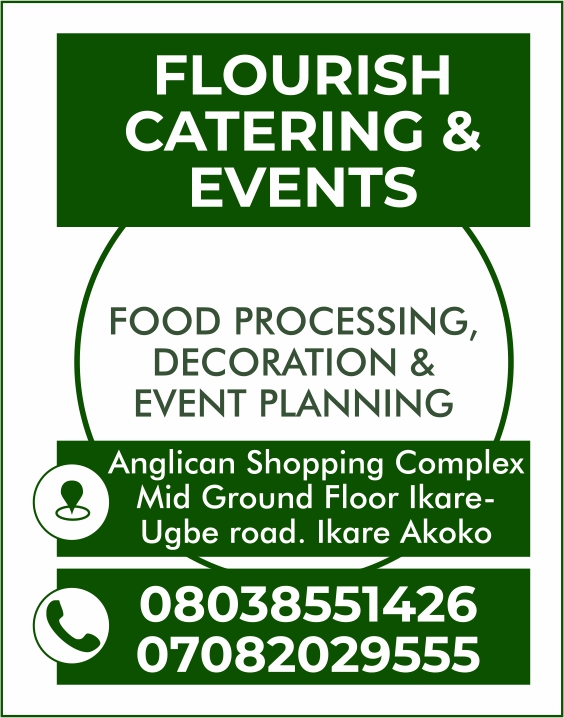 FLOURISH
CATERING &
EVENTS
FOOD PROCESSING,
DECORATION &
EVENT PLANNING
Anglican Shopping Complex
Mid Ground Floor Ikare-
Ugbe road. Ikare Akoko
08038551426
07082029555